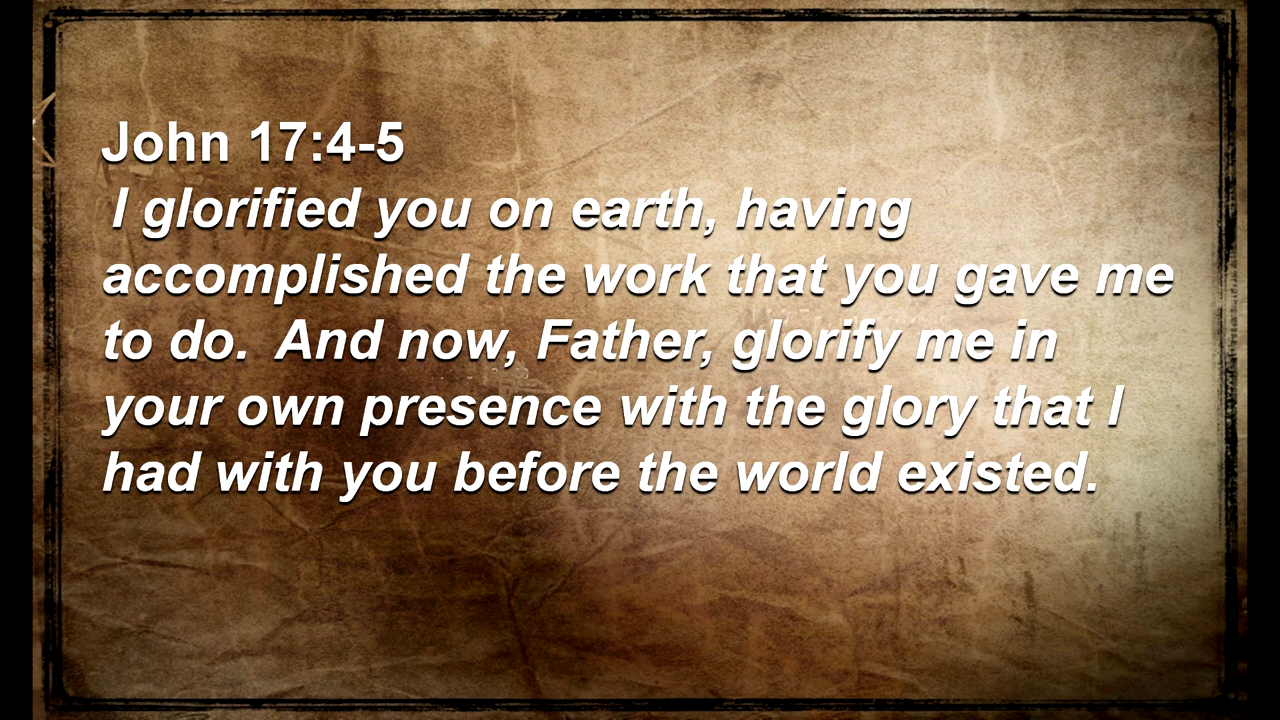 John 17:4-5
I glorified you on earth, having
accomplished the work that you gave me
to do.  And now, Father, glorify me in
your own presence with the glory that I
had with you before the world existed.